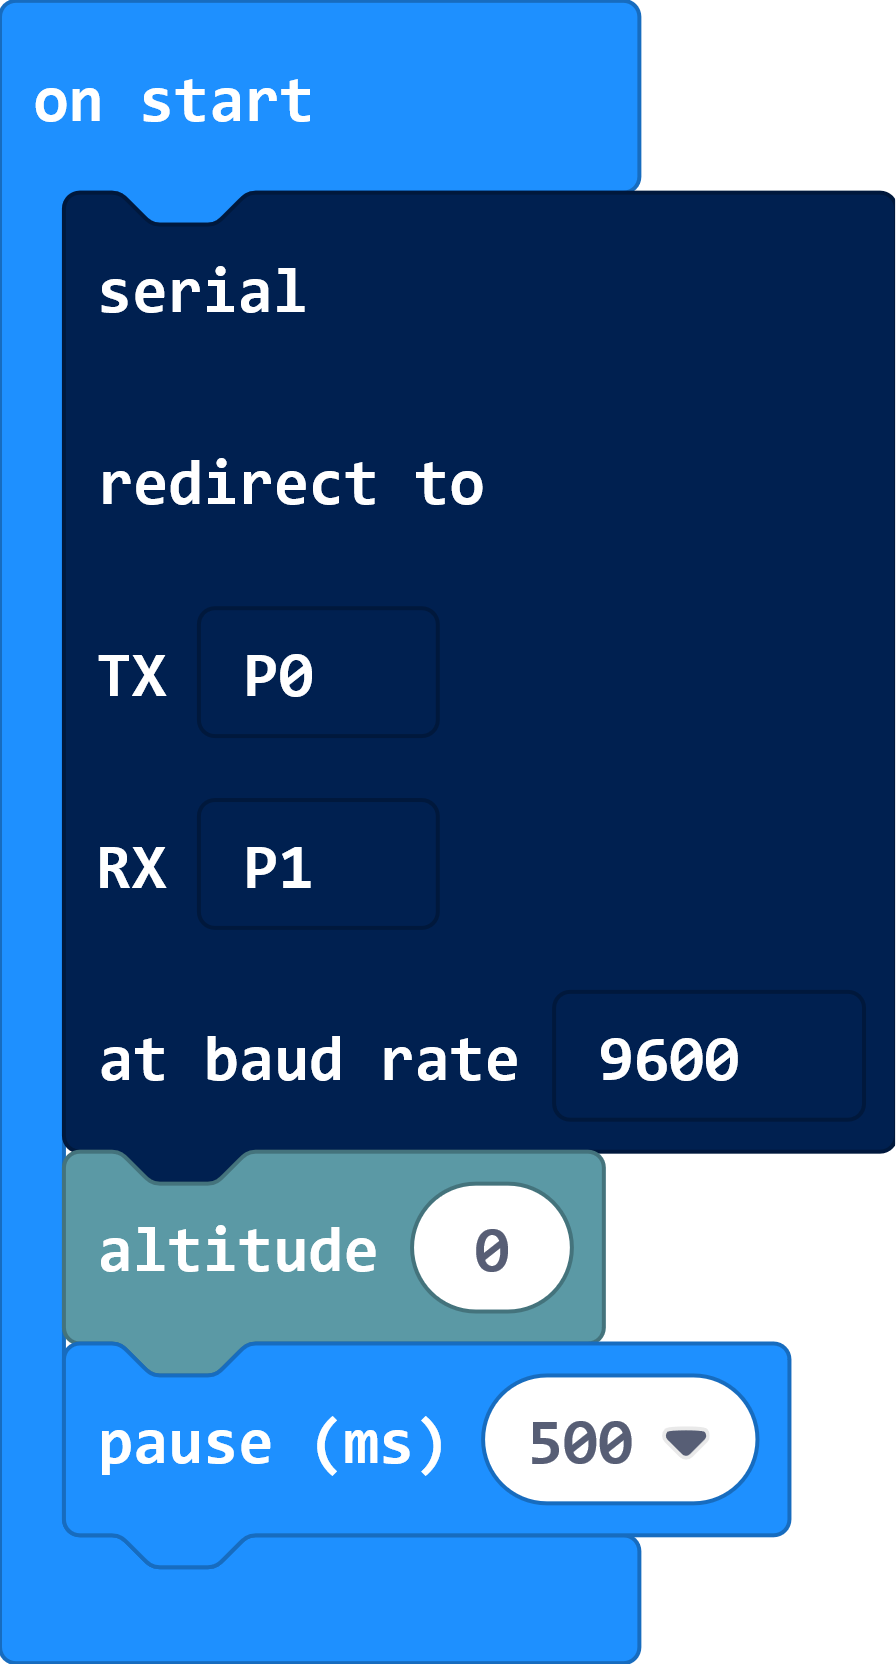 on start
serial
redirect to
TX P0
RX P1
at baud rate 9600
altitude 0
pause (ms) 500